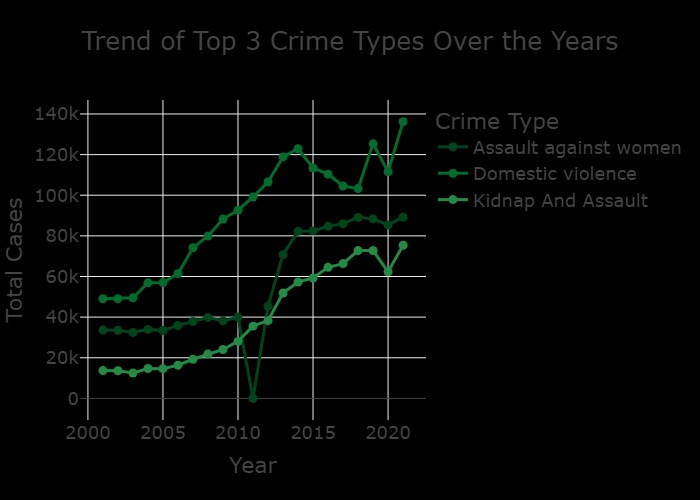 Trend of Top 3 Crime Types Over the Years
140k
120k
100k
80k
60k
40k
20k
0
Total Cases
2000 2005 2010 2015 2020
Year
Crime Type
Assault against women
Domestic violence
Kidnap And Assault